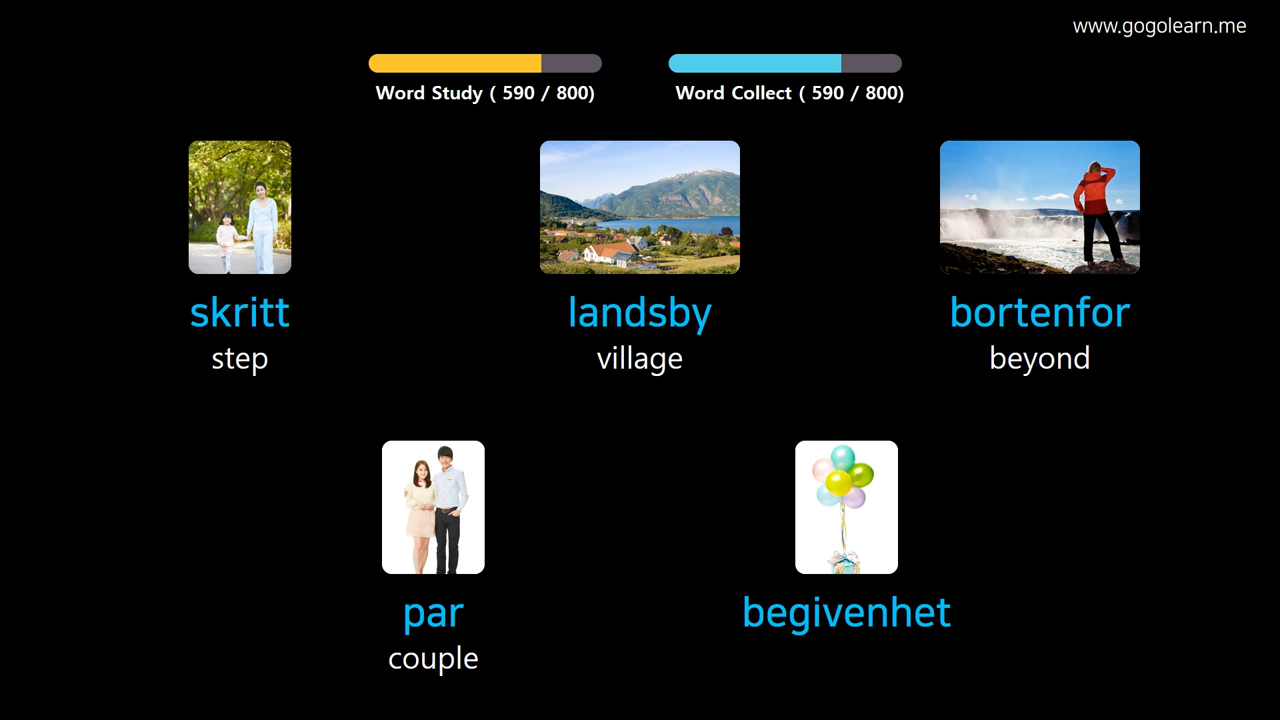 www.gogolearn.me
Word Study ( 590 / 800)
Word Collect ( 590 / 800)
skritt
step
landsby
village
bortenfor
beyond
par
couple
begivenhet